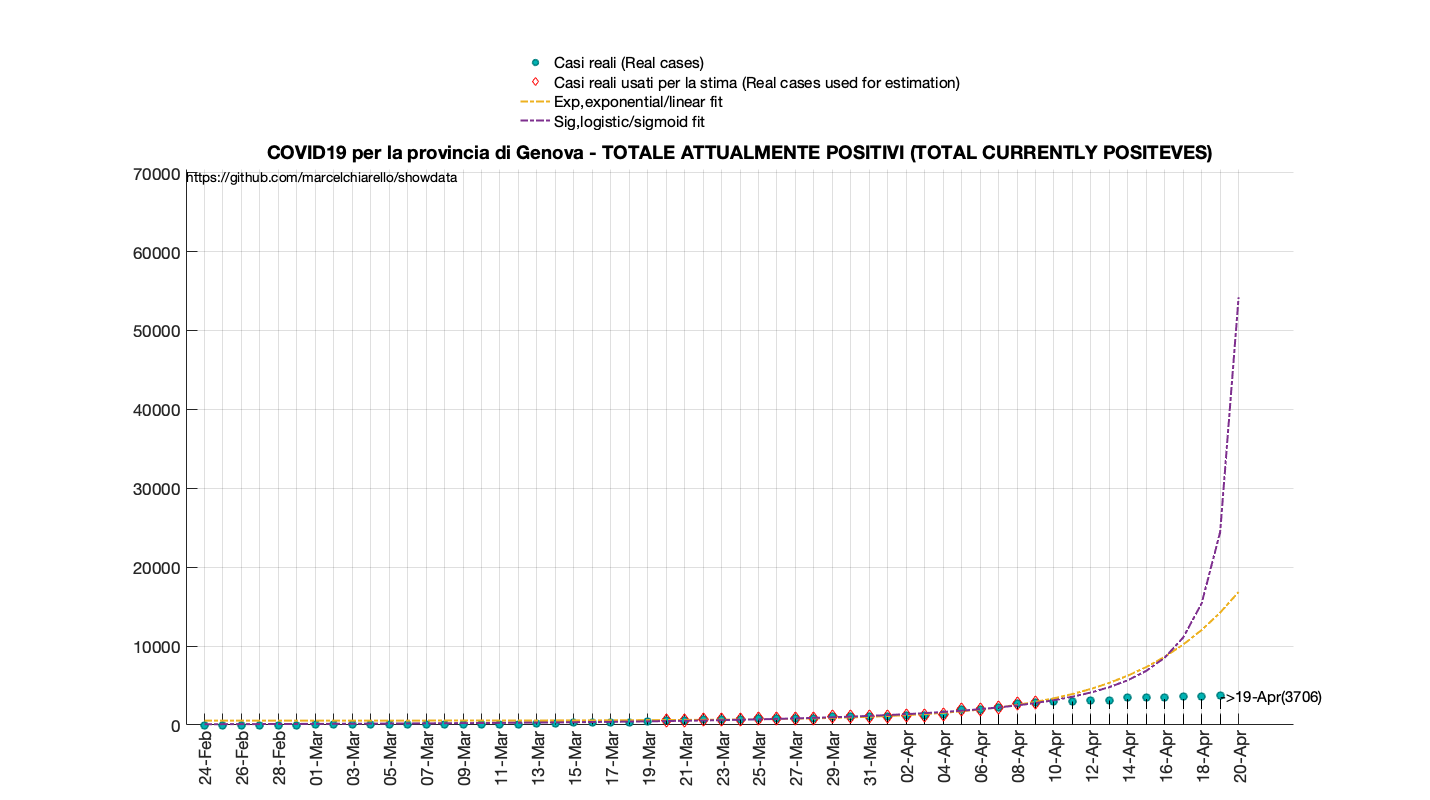 Casi reali (Real cases)
Casi reali usati per la stima (Real cases used for estimation)
Exp,exponential/linear fit
Sig,logistic/sigmoid fit
COVID19 per la provincia di Genova - TOTALE ATTUALMENTE POSITIVI (TOTAL CURRENTLY POSITEVES)
https://github.com/marcelchiarello/showdata
70000
60000
50000
40000
30000
20000
10000
0
->19-Apr(3706)
24-Feb
26-Feb
28-Feb
01-Mar
03-Mar
05-Mar
07-Mar
09-Mar
11-Mar
13-Mar
15-Mar
17-Mar
19-Mar
21-Mar
23-Mar
25-Mar
27-Mar
29-Mar
31-Mar
02-Apr
04-Apr
06-Apr
08-Apr
10-Apr
12-Apr
14-Apr
16-Apr
18-Apr
20-Apr